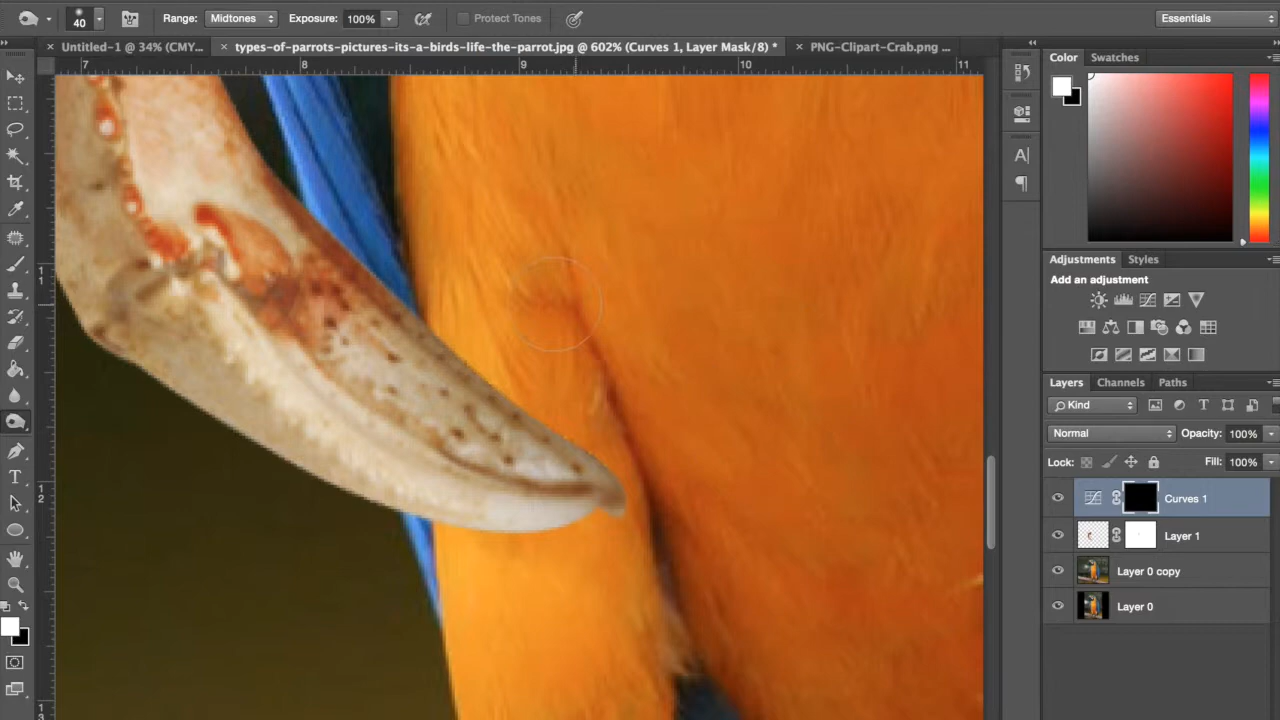 40 Range: Midtones Exposure: 100% Protect Tones Essentials
× Untitled-1 @ 34% (CMY... × types-of-parrots-pictures-its-a-birds-life-the-parrot.jpg @ 602% (Curves 1, Layer Mask/8) * × PNG-Clipart-Crab.png ...
7 8 9 10 11
Color Swatches
A|
Adjustments Styles
Add an adjustment
11
Layers Channels Paths
Kind
Normal Opacity: 100%
Lock: Fill: 100%
T
12
Curves 1
Layer 1
Layer 0 copy
Layer 0
13